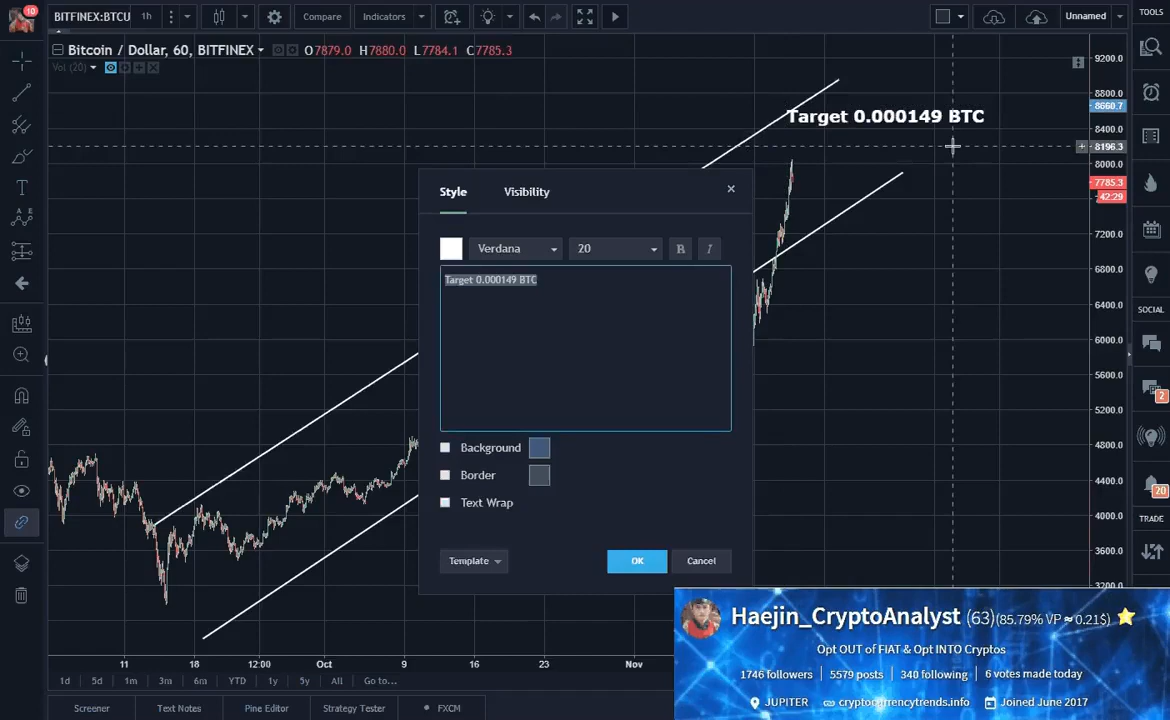 10
BITFINEX:BTCU 1h Compare Indicators Unnamed
TOOLS
Bitcoin / Dollar, 60, BITFINEX O7879.0 H7880.0 L7784.1 C7785.3
Vol (20)
9200.0
8800.0
8660.7
Target 0.000149 BTC
8400.0
8196.3
8000.0
7785.3
42:29
7200.0
6800.0
6400.0
6000.0
5600.0
5200.0
4800.0
4400.0
4000.0
3600.0
3200.0
Style Visibility
Verdana 20 B I
Target 0.000149 BTC
Background
Border
Text Wrap
Template OK Cancel
SOCIAL
2
20
TRADE
11 18 12:00 Oct 9 16 23 Nov
1d 5d 1m 3m 6m YTD 1y 5y All Go to...
Screener Text Notes Pine Editor Strategy Tester FXCM
Haejin_CryptoAnalyst (63)(85.79% VP ≈ 0.21$)
Opt OUT of FIAT & Opt INTO Cryptos
1746 followers 5579 posts 340 following 6 votes made today
JUPITER cryptocurrencytrends.info Joined June 2017